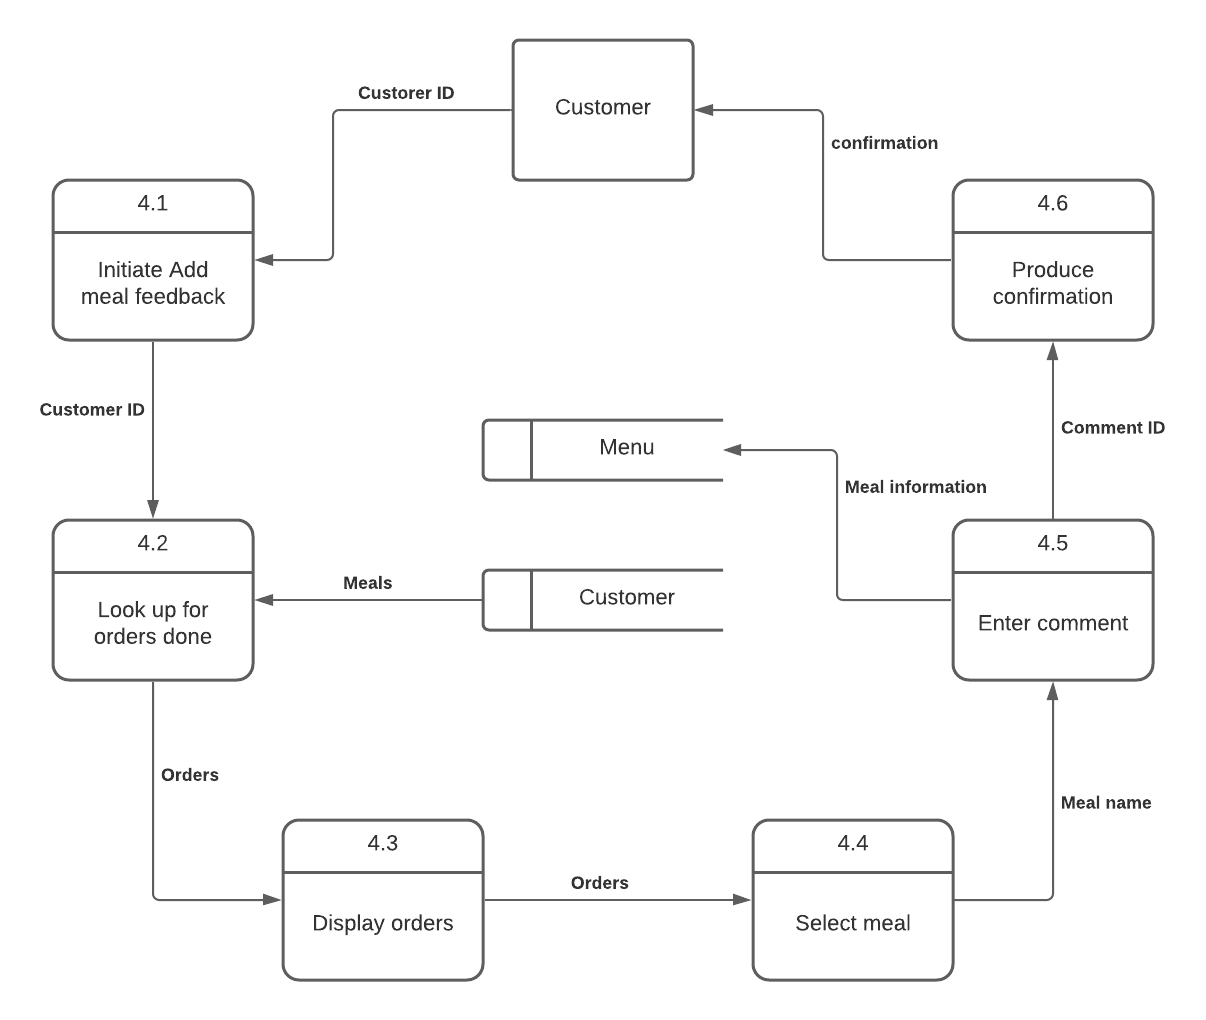 Custorer ID
Customer
confirmation
4.1
Initiate Add
meal feedback
4.6
Produce
confirmation
Customer ID
Menu
Comment ID
Meal information
4.2
Look up for
orders done
Meals
Customer
4.5
Enter comment
Orders
Meal name
4.3
Display orders
Orders
4.4
Select meal